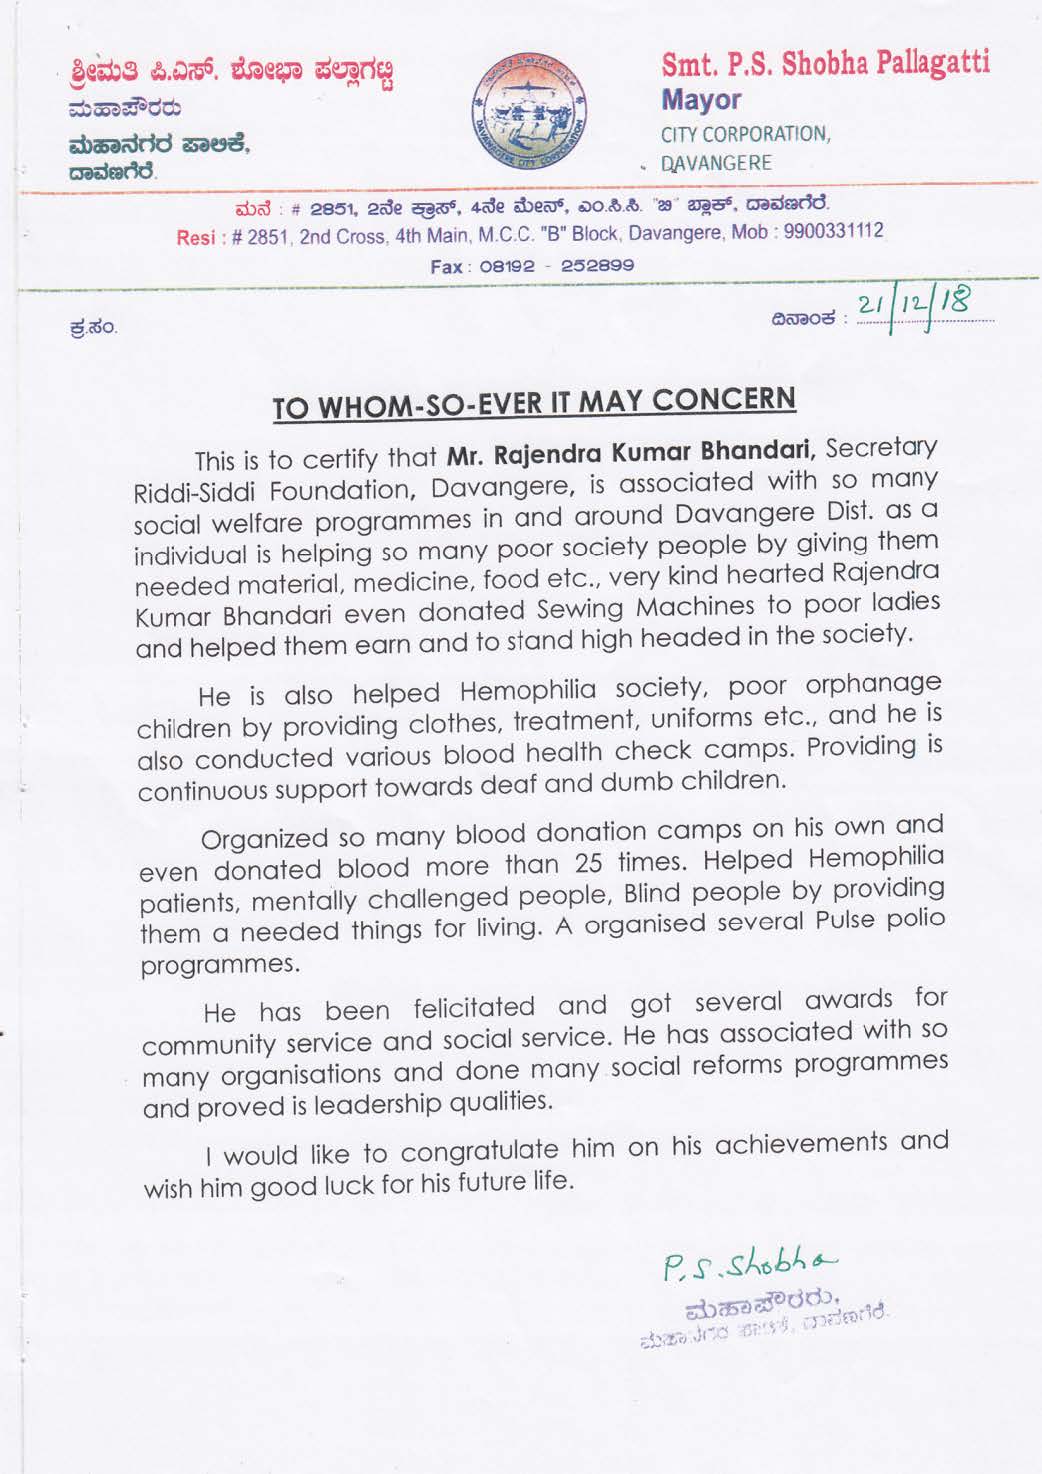 ಶ್ರೀಮತಿ ಪಿ.ಎಸ್. ಶೋಭಾ ಪಲ್ಲಾಗಟ್ಟಿ
ಮಹಾಪೌರರು
ಮಹಾನಗರ ಪಾಲಿಕೆ,
ದಾವಣಗೆರೆ.
DAVANAGERE CITY CORPORATION
Smt. P.S. Shobha Pallagatti
Mayor
CITY CORPORATION,
DAVANGERE
ಮನೆ : # 2851, 2ನೇ ಕ್ರಾಸ್, 4ನೇ ಮೇನ್, ಎಂ.ಸಿ.ಸಿ. "ಬಿ" ಬ್ಲಾಕ್, ದಾವಣಗೆರೆ.
Resi : # 2851, 2nd Cross, 4th Main, M.C.C. "B" Block, Davangere, Mob : 9900331112
Fax : 08192 - 252899
ಕ್ರ.ಸಂ.
ದಿನಾಂಕ : 21/12/18
TO WHOM-SO-EVER IT MAY CONCERN
This is to certify that Mr. Rajendra Kumar Bhandari, Secretary
Riddi-Siddi Foundation, Davangere, is associated with so many
social welfare programmes in and around Davangere Dist. as a
individual is helping so many poor society people by giving them
needed material, medicine, food etc., very kind hearted Rajendra
Kumar Bhandari even donated Sewing Machines to poor ladies
and helped them earn and to stand high headed in the society.
He is also helped Hemophilia society, poor orphanage
children by providing clothes, treatment, uniforms etc., and he is
also conducted various blood health check camps. Providing is
continuous support towards deaf and dumb children.
Organized so many blood donation camps on his own and
even donated blood more than 25 times. Helped Hemophilia
patients, mentally challenged people, Blind people by providing
them a needed things for living. A organised several Pulse polio
programmes.
He has been felicitated and got several awards for
community service and social service. He has associated with so
many organisations and done many social reforms programmes
and proved is leadership qualities.
I would like to congratulate him on his achievements and
wish him good luck for his future life.
P.S.Shobha
ಮಹಾಪೌರರು,
ಮಹಾನಗರ ಪಾಲಿಕೆ, ದಾವಣಗೆರೆ.